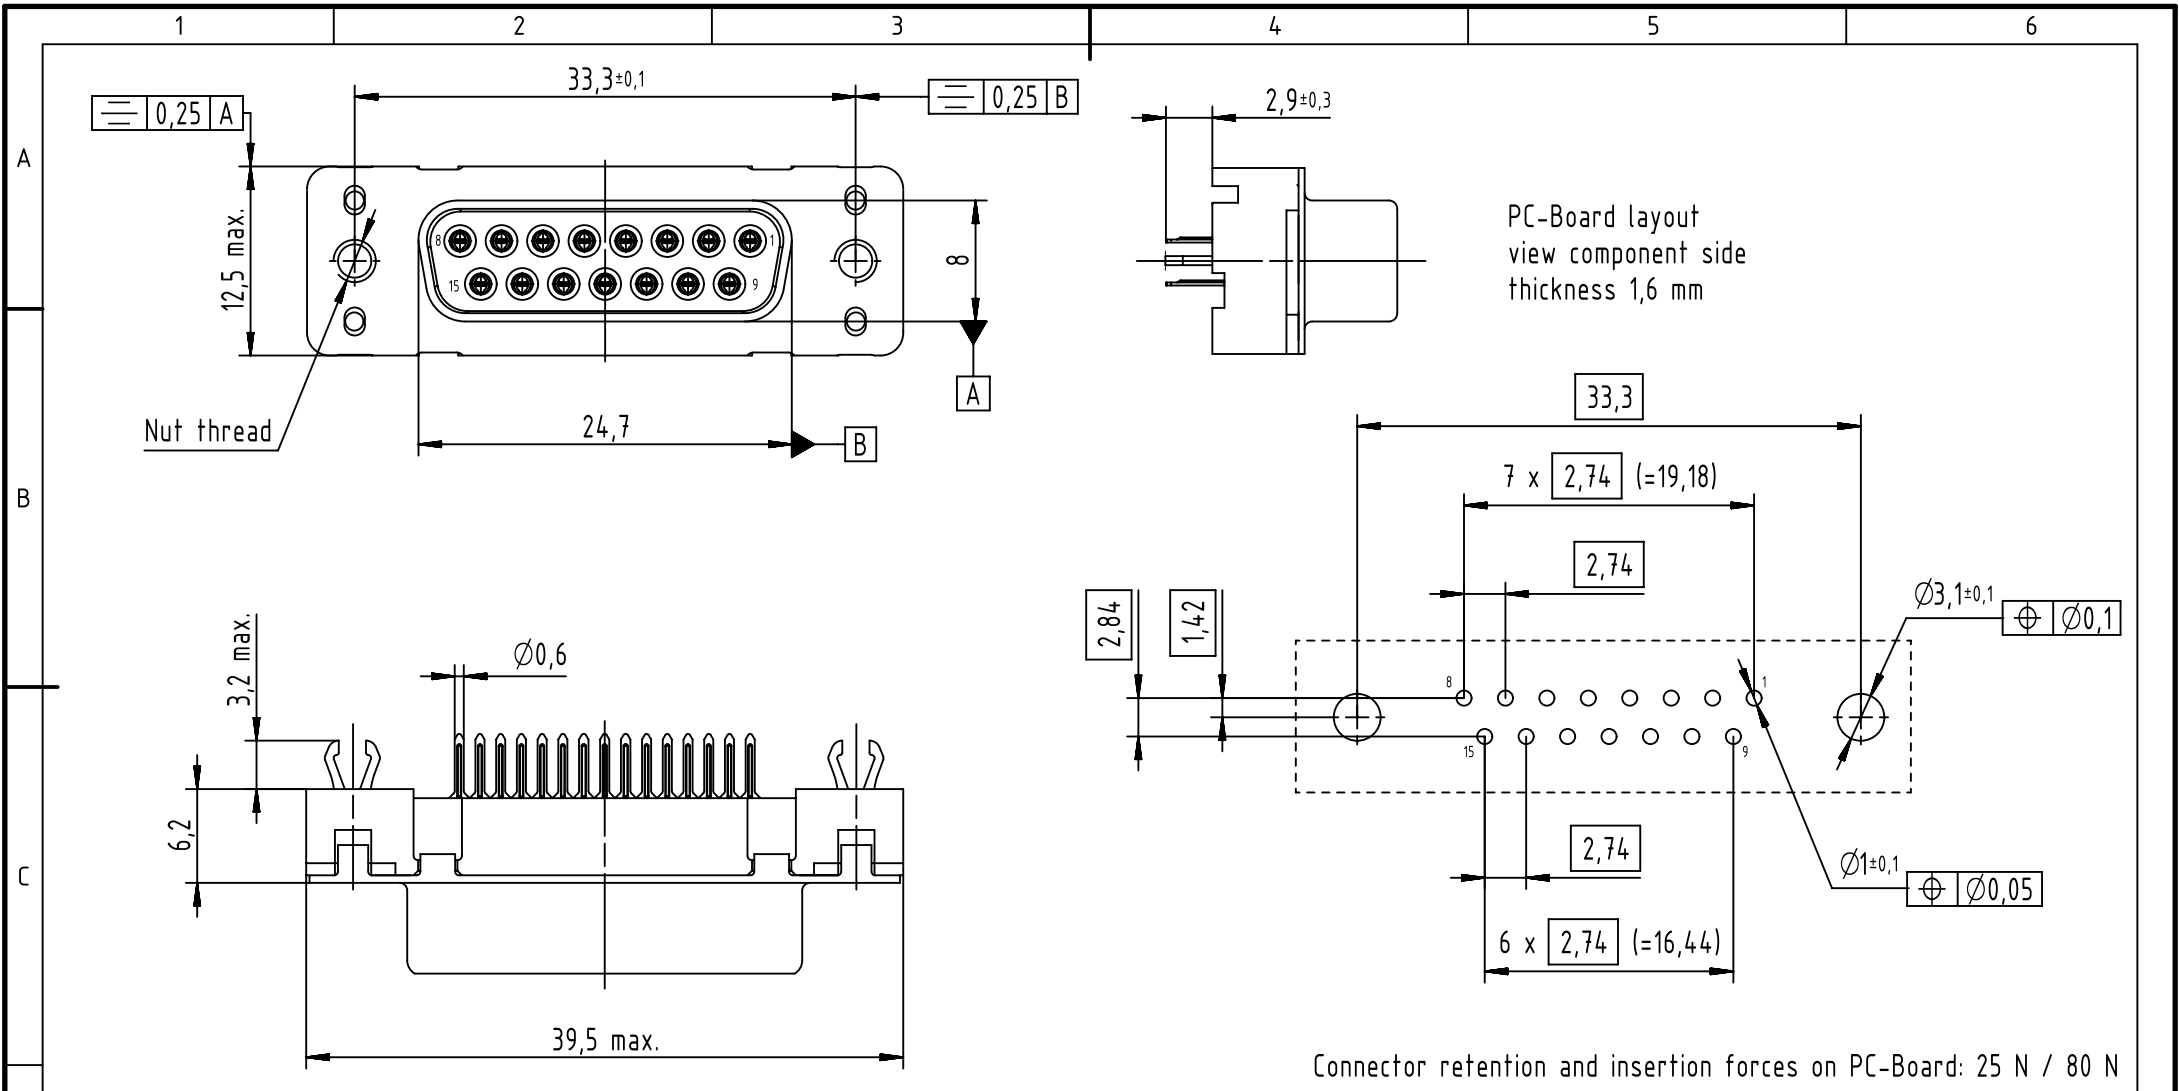 1 2 3 4 5 6
A
B
C
33,3±0,1
0,25 A
0,25 B
12,5 max.
8 1
15 9
8
A
Nut thread
24,7
B
2,9±0,3
PC-Board layout
view component side
thickness 1,6 mm
33,3
7 x 2,74 (=19,18)
2,74
2,84
1,42
Ø3,1±0,1
Ø0,1
8 1
15 9
2,74
Ø1±0,1
Ø0,05
6 x 2,74 (=16,44)
3,2 max.
Ø0,6
6,2
39,5 max.
Connector retention and insertion forces on PC-Board: 25 N / 80 N